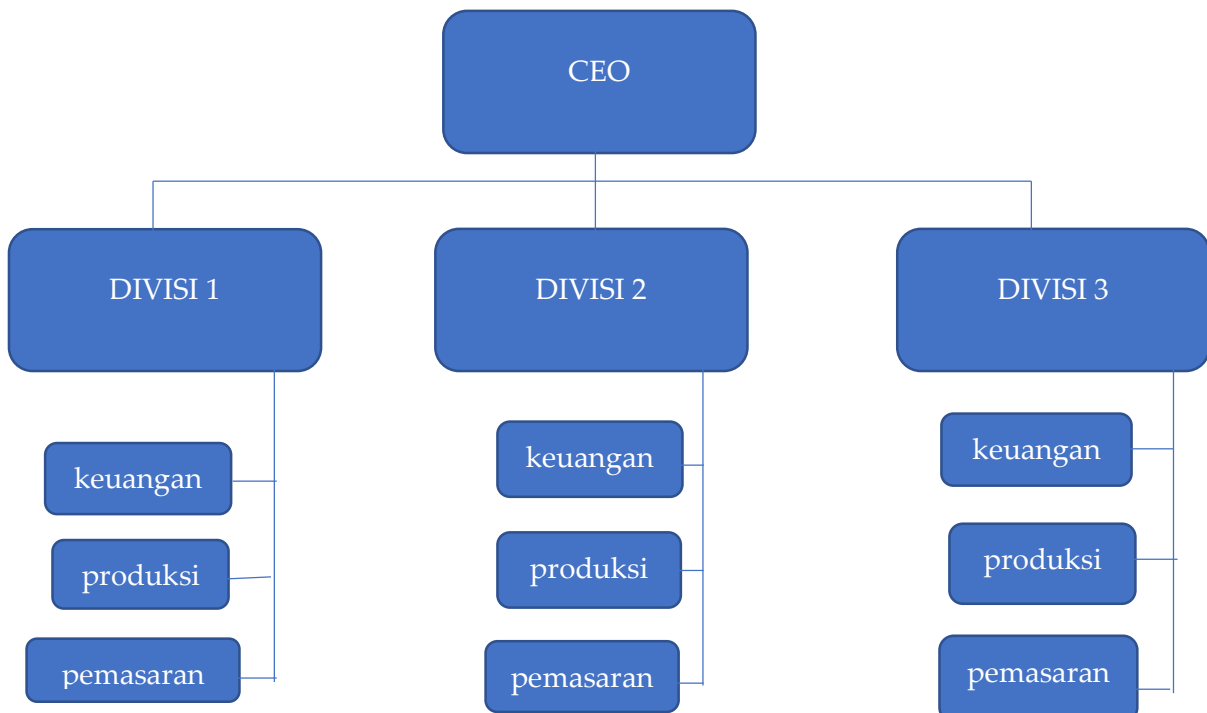 CEO
DIVISI 1
DIVISI 2
DIVISI 3
keuangan
produksi
pemasaran
keuangan
produksi
pemasaran
keuangan
produksi
pemasaran